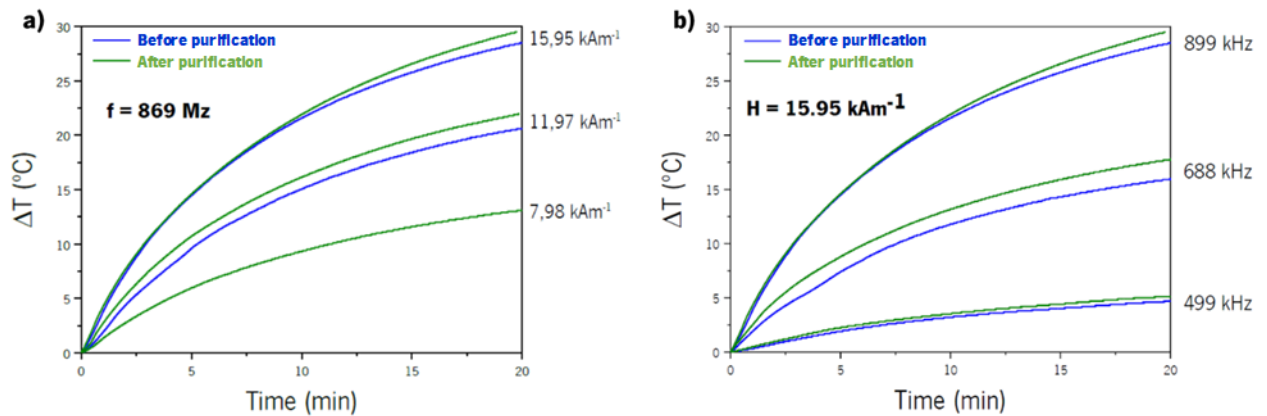 a)
30
25
20
15
10
5
0
ΔT (°C)
Before purification
After purification
f = 869 Mz
15,95 kAm⁻¹
11,97 kAm⁻¹
7,98 kAm⁻¹
0 5 10 15 20
Time (min)
b)
30
25
20
15
10
5
0
ΔT (°C)
Before purification
After purification
H = 15.95 kAm⁻¹
899 kHz
688 kHz
499 kHz
0 5 10 15 20
Time (min)